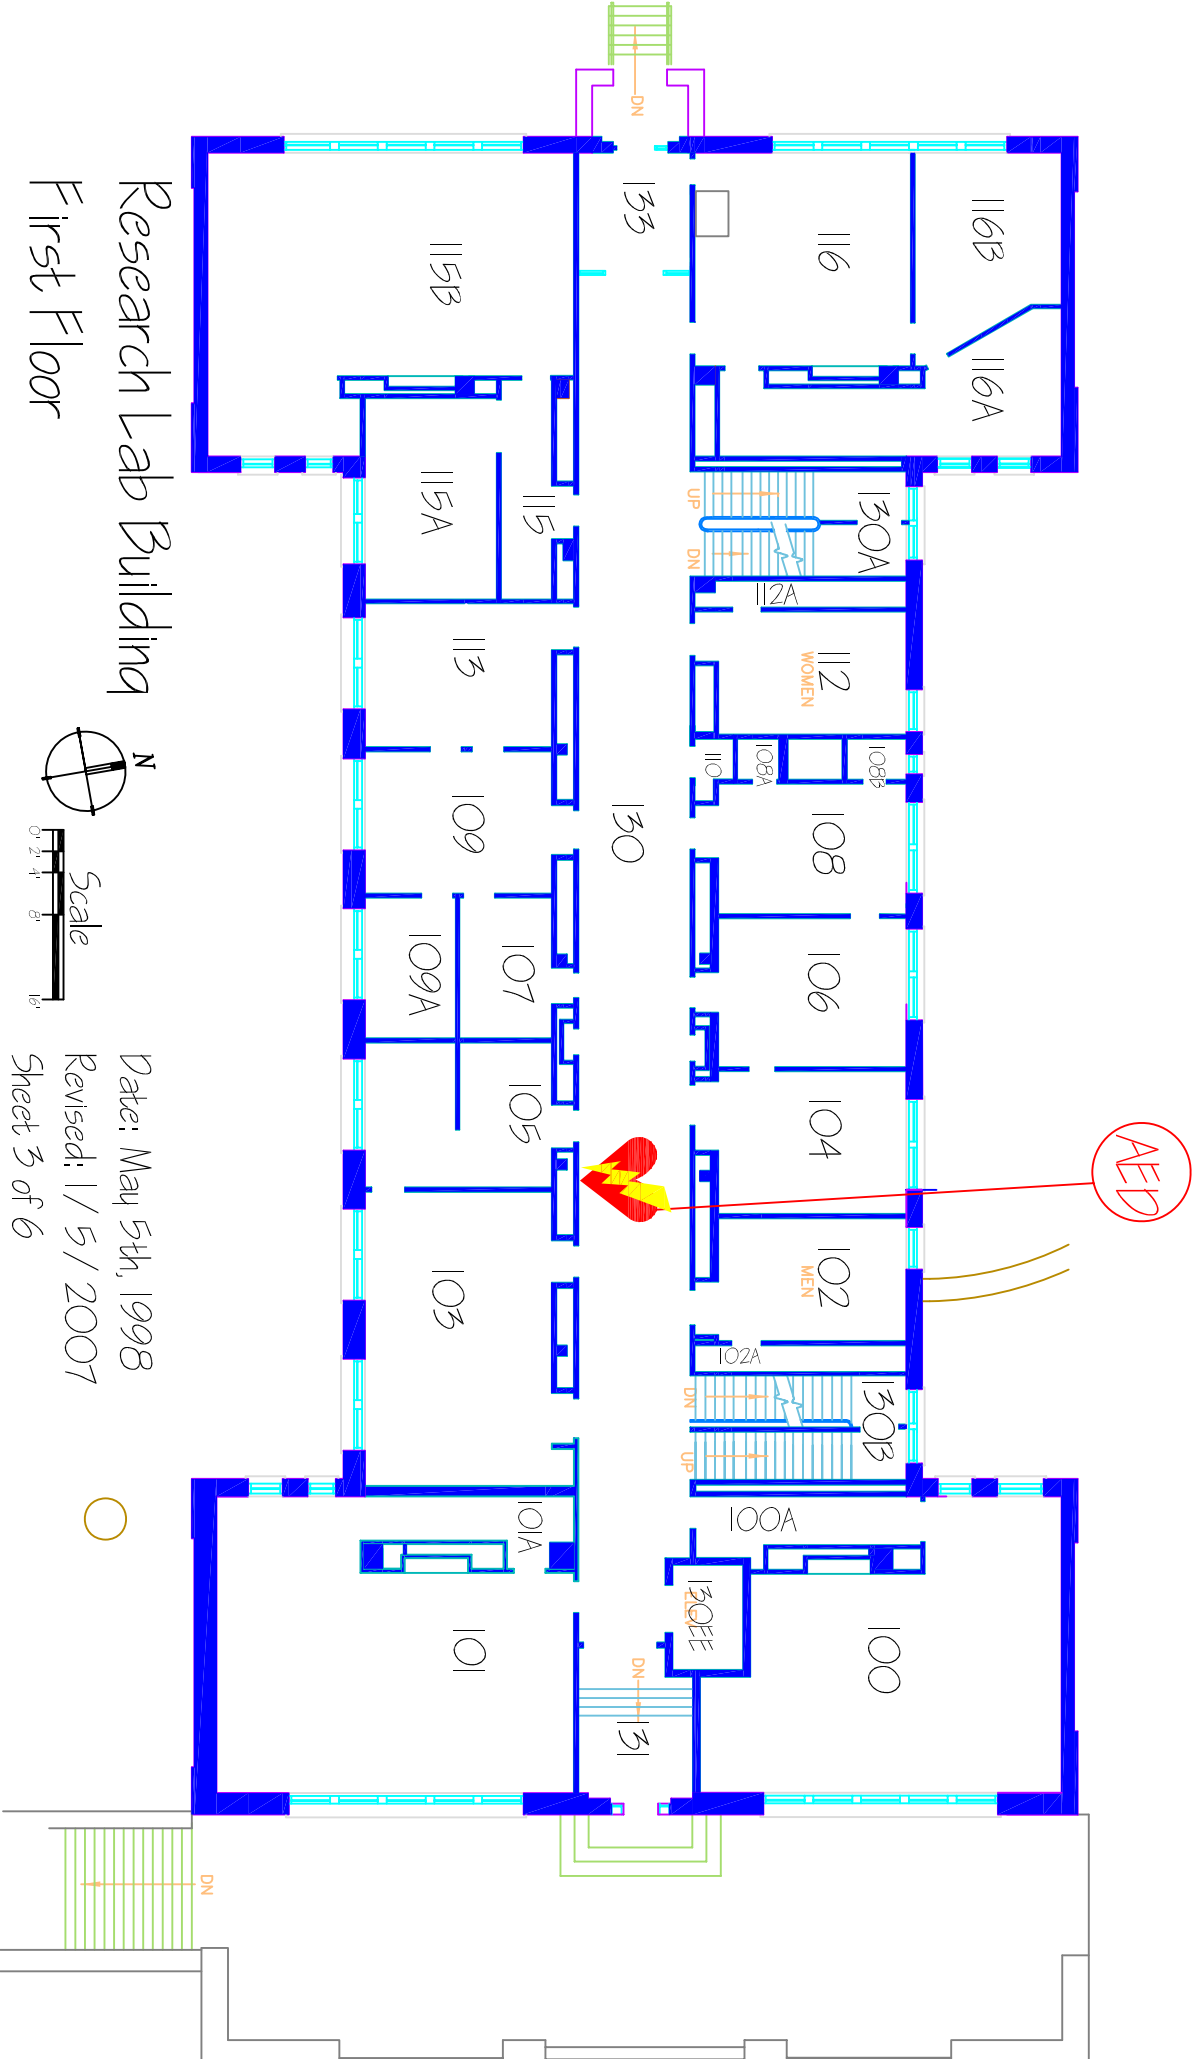 Research Lab Building
First Floor
N
Scale
0' 2' 4' 8' 16'
Date: May 5th, 1998
Revised: 1/5/2007
Sheet 3 of 6
AED
DN
133
116B
116
116A
115B
115A
115
UP
DN
130A
112A
112
WOMEN
113
110
108A
108B
108
109
130
109A
107
106
105
104
102
MEN
103
102A
DN
UP
130B
101A
100A
130EE
ELEV
101
100
DN
131
DN